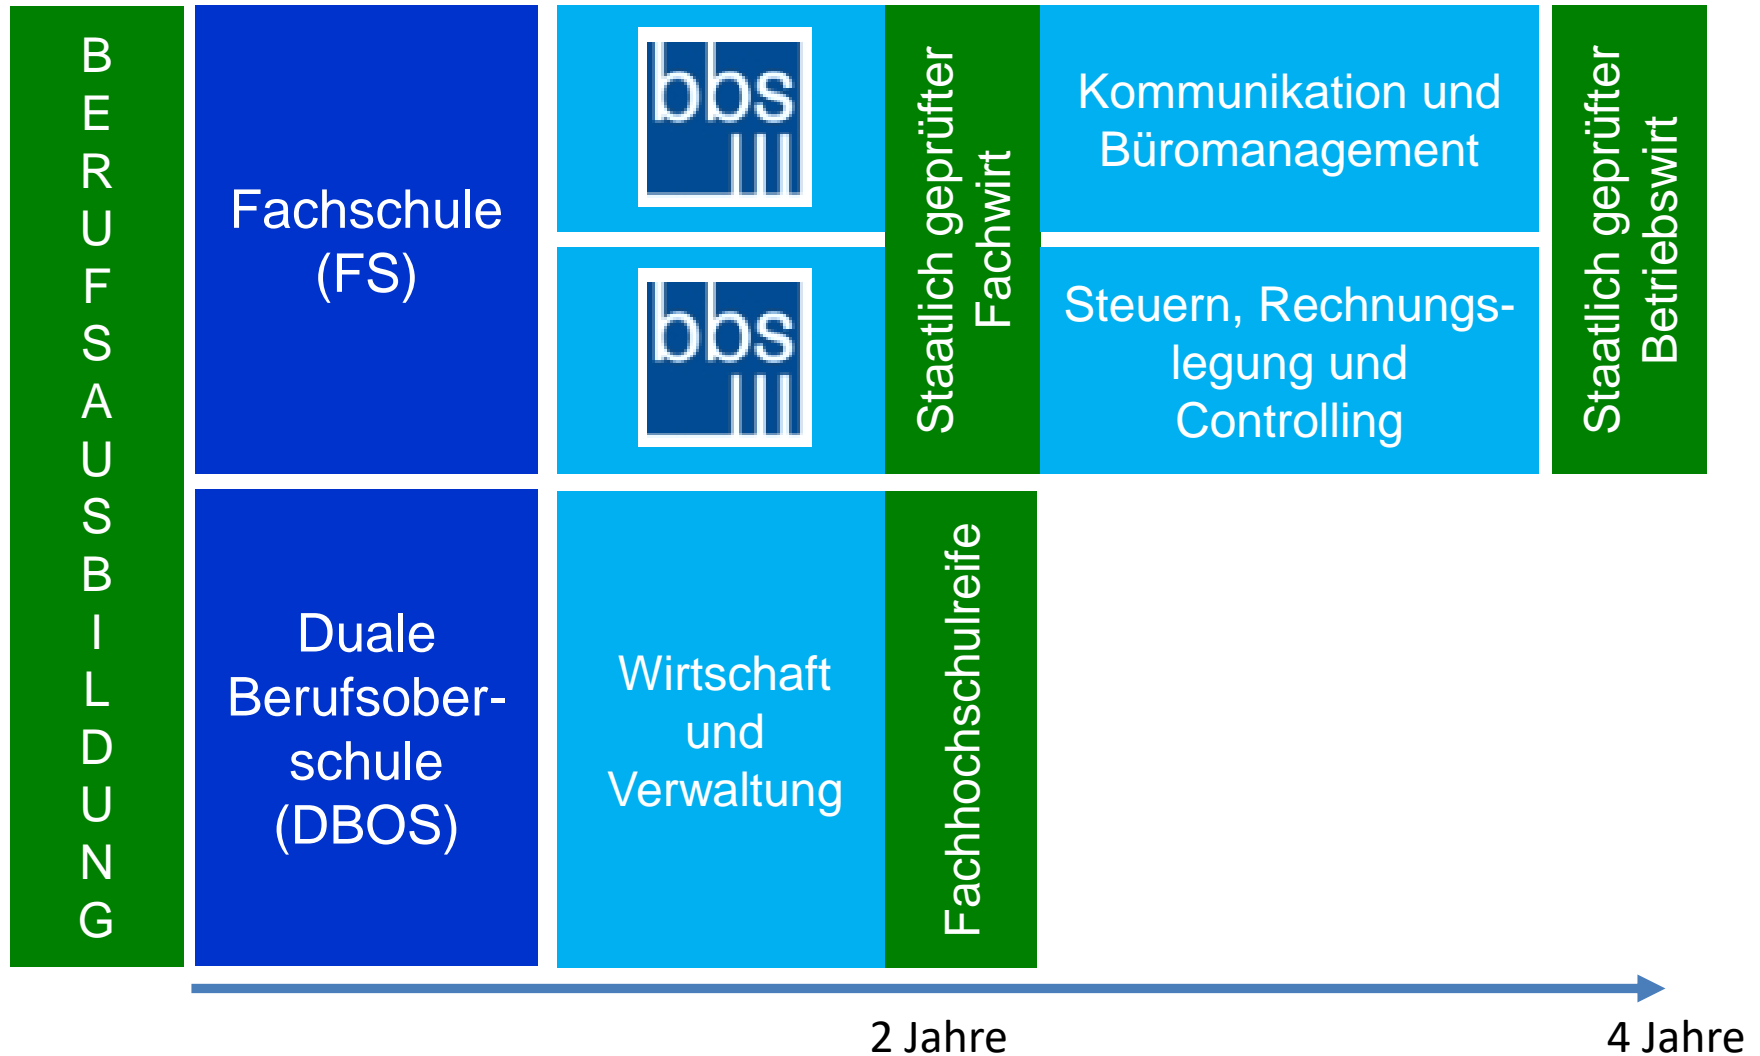 BERUFSAUSBILDUNG
Fachschule
(FS)
bbs
bbs
Staatlich geprüfter
Fachwirt
Kommunikation und
Büromanagement
Steuern, Rechnungs-
legung und
Controlling
Staatlich geprüfter
Betriebswirt
Duale
Berufsober-
schule
(DBOS)
Wirtschaft
und
Verwaltung
Fachhochschulreife
2 Jahre
4 Jahre